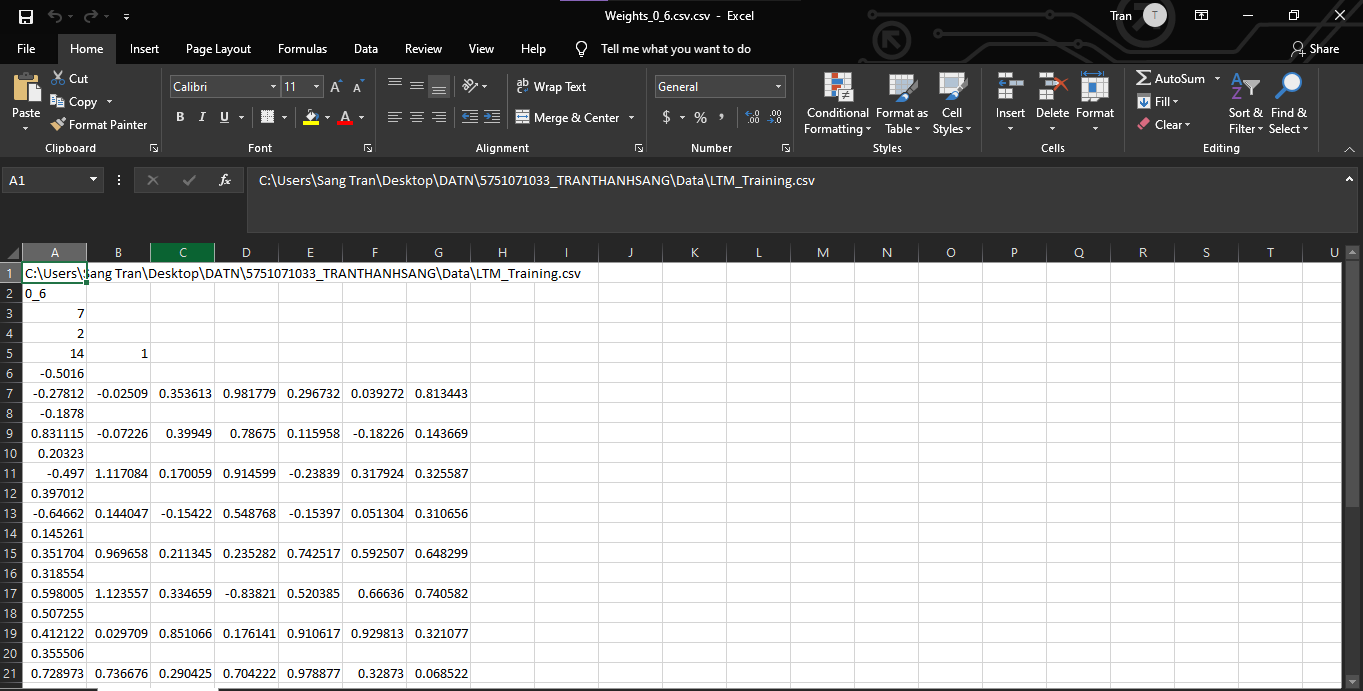 Weights_0_6.csv.csv - Excel
Tran T
File Home Insert Page Layout Formulas Data Review View Help Tell me what you want to do Share
Paste Cut Copy Format Painter
Clipboard
Calibri 11 A A
B I U A
Font
Wrap Text
Merge & Center
Alignment
General
$ % , .00 .00
Number
Conditional Formatting Format as Table Cell Styles
Styles
Insert Delete Format
Cells
AutoSum Fill Clear Sort & Filter Find & Select
Editing
A1 fx C:\Users\Sang Tran\Desktop\DATN\5751071033_TRANTHANHSANG\Data\LTM_Training.csv
A B C D E F G H I J K L M N O P Q R S T U
1 C:\Users\Sang Tran\Desktop\DATN\5751071033_TRANTHANHSANG\Data\LTM_Training.csv
2 0_6
3 7
4 2
5 14 1
6 -0.5016
7 -0.27812 -0.02509 0.353613 0.981779 0.296732 0.039272 0.813443
8 -0.1878
9 0.831115 -0.07226 0.39949 0.78675 0.115958 -0.18226 0.143669
10 0.20323
11 -0.497 1.117084 0.170059 0.914599 -0.23839 0.317924 0.325587
12 0.397012
13 -0.64662 0.144047 -0.15422 0.548768 -0.15397 0.051304 0.310656
14 0.145261
15 0.351704 0.969658 0.211345 0.235282 0.742517 0.592507 0.648299
16 0.318554
17 0.598005 1.123557 0.334659 -0.83821 0.520385 0.66636 0.740582
18 0.507255
19 0.412122 0.029709 0.851066 0.176141 0.910617 0.929813 0.321077
20 0.355506
21 0.728973 0.736676 0.290425 0.704222 0.978877 0.32873 0.068522